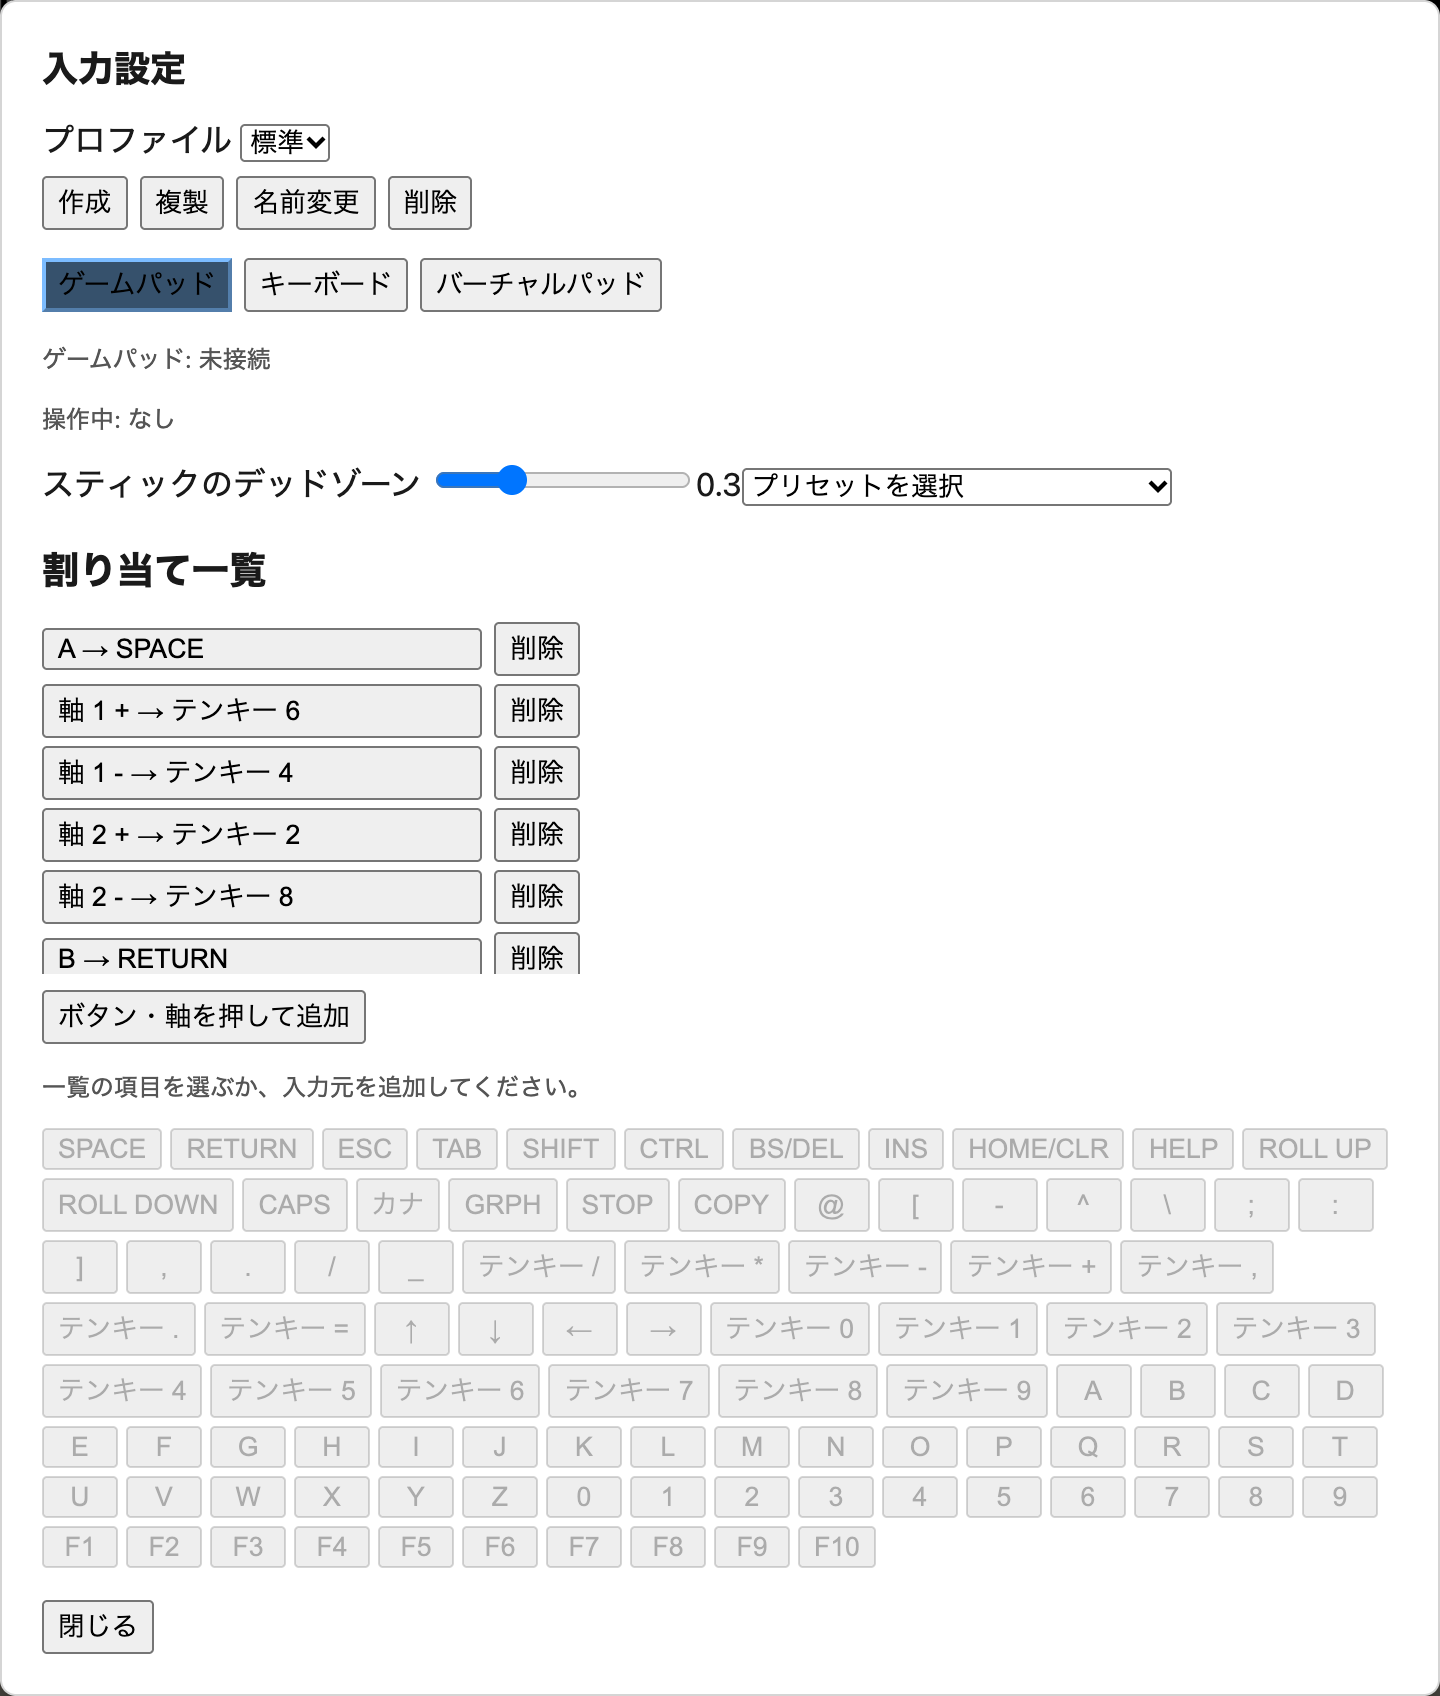 入力設定
プロファイル 標準
作成 複製 名前変更 削除
ゲームパッド キーボード バーチャルパッド
ゲームパッド: 未接続
操作中: なし
スティックのデッドゾーン 0.3 プリセットを選択
割り当て一覧
A → SPACE 削除
軸 1 + → テンキー 6 削除
軸 1 - → テンキー 4 削除
軸 2 + → テンキー 2 削除
軸 2 - → テンキー 8 削除
B → RETURN 削除
ボタン・軸を押して追加
一覧の項目を選ぶか、入力元を追加してください。
SPACE RETURN ESC TAB SHIFT CTRL BS/DEL INS HOME/CLR HELP ROLL UP
ROLL DOWN CAPS カナ GRPH STOP COPY @ [ - ^ \ ; :
] , . / _ テンキー / テンキー * テンキー - テンキー + テンキー ,
テンキー . テンキー = ↑ ↓ ← → テンキー 0 テンキー 1 テンキー 2 テンキー 3
テンキー 4 テンキー 5 テンキー 6 テンキー 7 テンキー 8 テンキー 9 A B C D
E F G H I J K L M N O P Q R S T
U V W X Y Z 0 1 2 3 4 5 6 7 8 9
F1 F2 F3 F4 F5 F6 F7 F8 F9 F10
閉じる